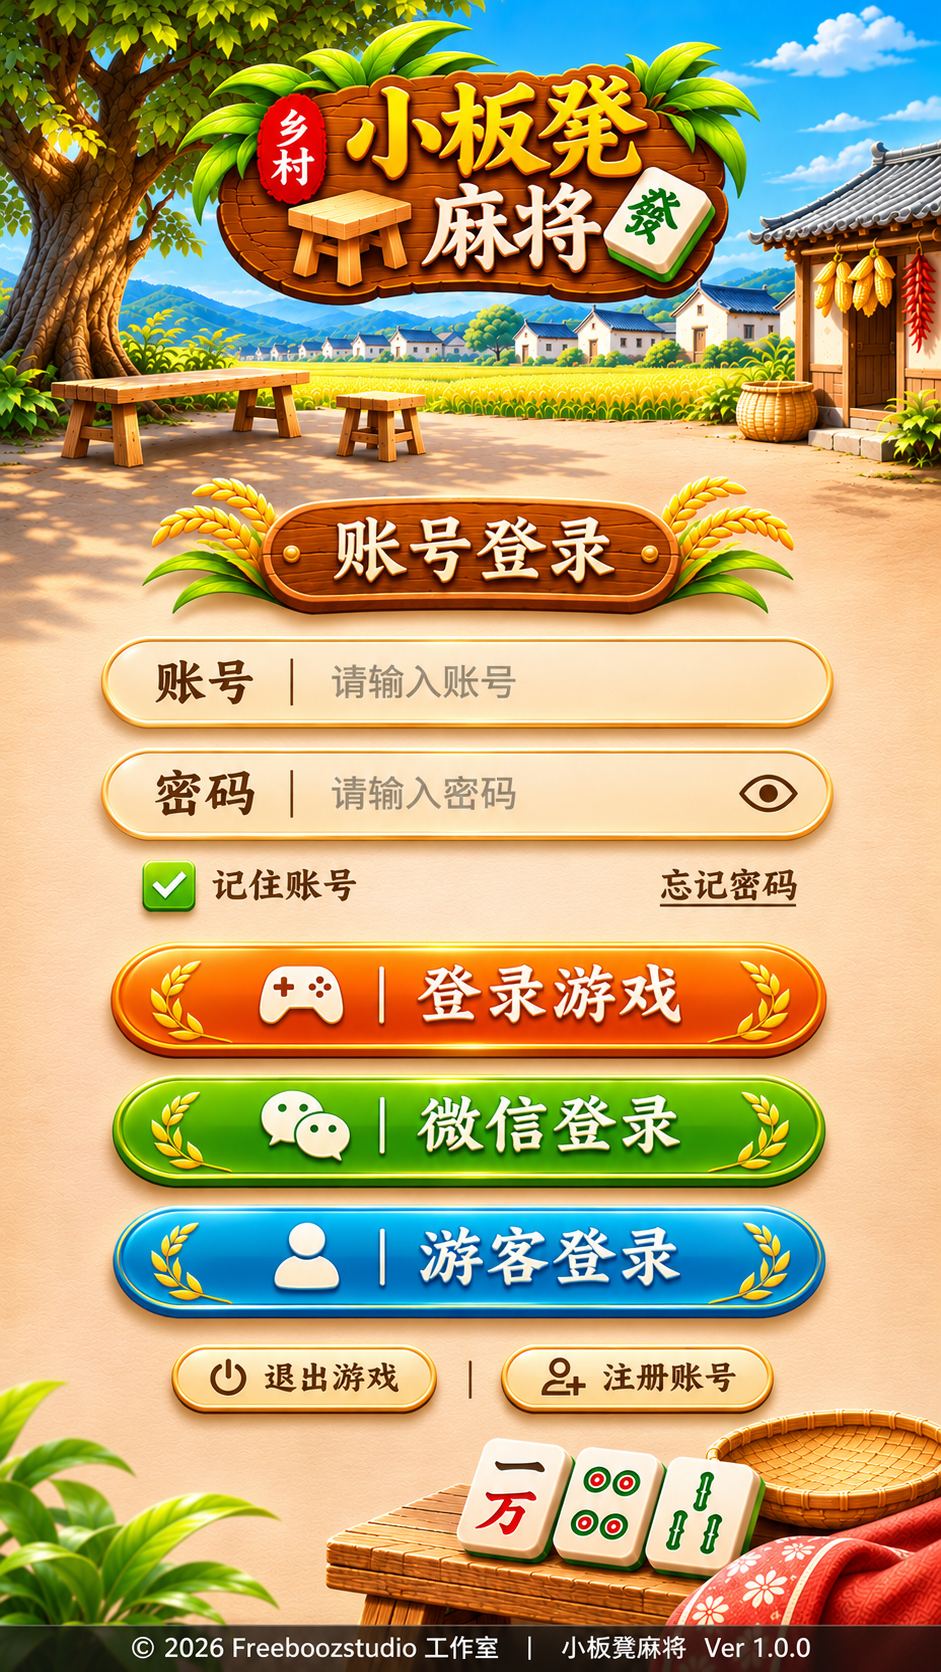 乡村
小板凳
麻将
發
账号登录
账号 | 请输入账号
密码 | 请输入密码
记住账号 忘记密码
登录游戏
微信登录
游客登录
退出游戏 | 注册账号
一万
© 2026 Freeboozstudio 工作室 | 小板凳麻将 Ver 1.0.0